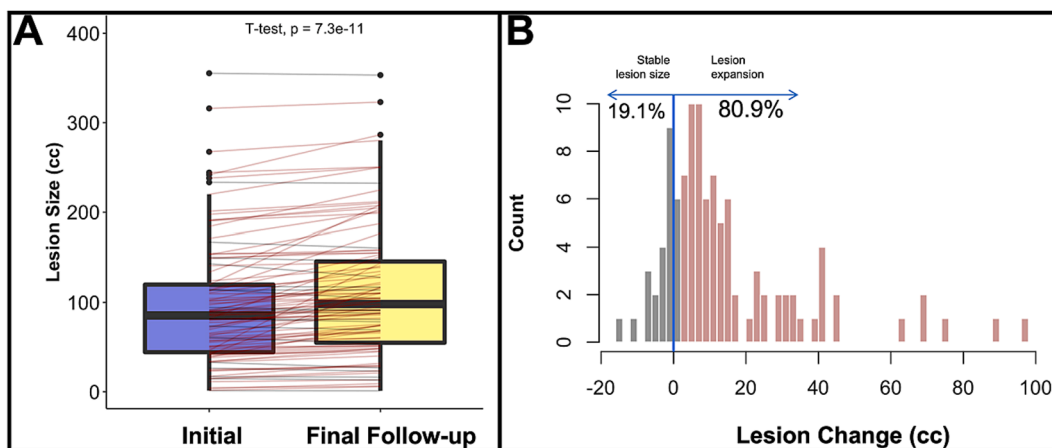 A
T-test, p = 7.3e-11
Lesion Size (cc)
400
300
200
100
0
Initial
Final Follow-up
B
Stable
lesion size
Lesion
expansion
19.1%
80.9%
Count
10
8
6
4
2
0
-20
0
20
40
60
80
100
Lesion Change (cc)